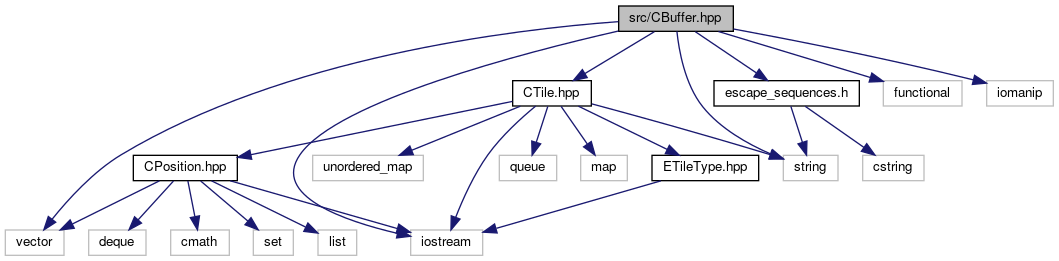 src/CBuffer.hpp
CTile.hpp
escape_sequences.h
functional
iomanip
CPosition.hpp
unordered_map
queue
map
ETileType.hpp
string
cstring
vector
deque
cmath
set
list
iostream